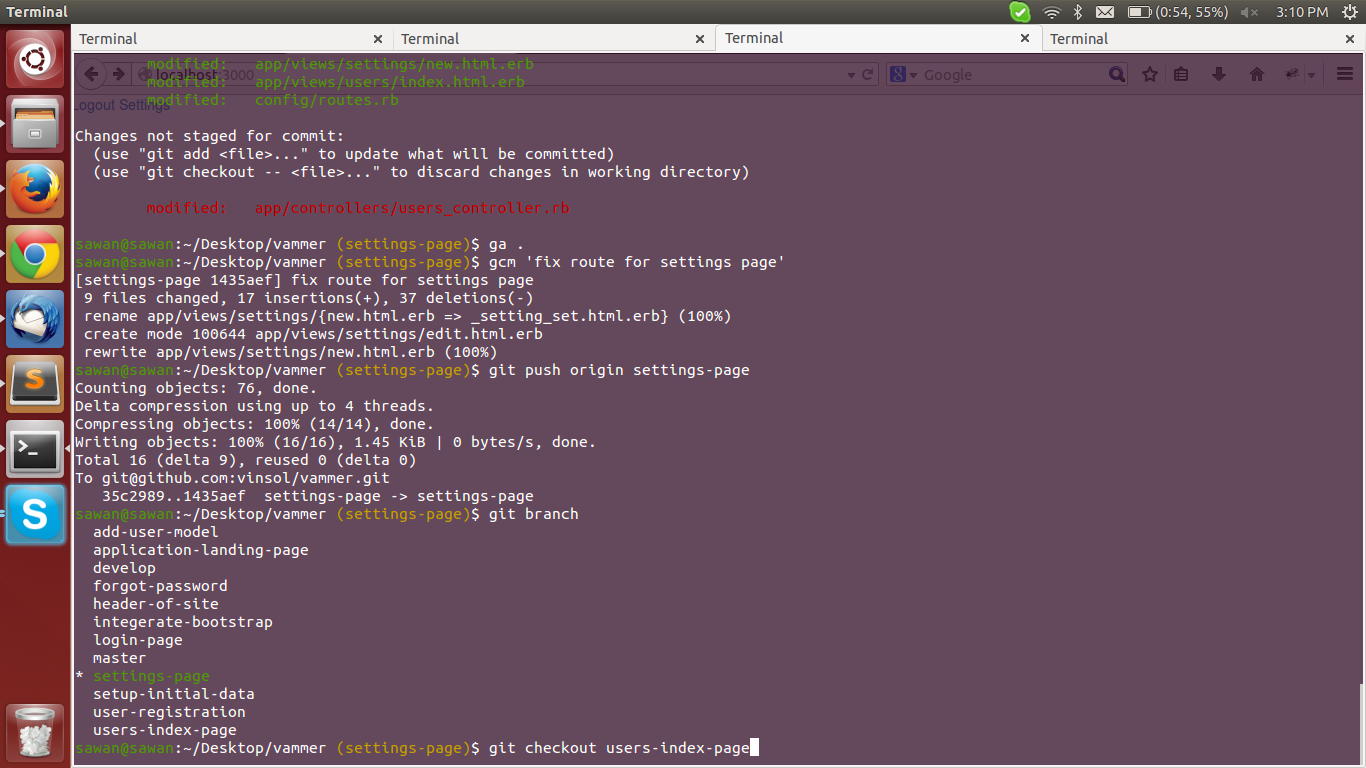 Terminal (0:54, 55%) 3:10 PM
Terminal × Terminal × Terminal × Terminal ×
modified: app/views/settings/new.html.erb
localhost:3000 Google
modified: app/views/users/index.html.erb
modified: config/routes.rb
Logout Settings
Changes not staged for commit:
(use "git add <file>..." to update what will be committed)
(use "git checkout -- <file>..." to discard changes in working directory)
modified: app/controllers/users_controller.rb
sawan@sawan:~/Desktop/vammer (settings-page)$ ga .
sawan@sawan:~/Desktop/vammer (settings-page)$ gcm 'fix route for settings page'
[settings-page 1435aef] fix route for settings page
9 files changed, 17 insertions(+), 37 deletions(-)
rename app/views/settings/{new.html.erb => _setting_set.html.erb} (100%)
create mode 100644 app/views/settings/edit.html.erb
rewrite app/views/settings/new.html.erb (100%)
sawan@sawan:~/Desktop/vammer (settings-page)$ git push origin settings-page
Counting objects: 76, done.
Delta compression using up to 4 threads.
Compressing objects: 100% (14/14), done.
Writing objects: 100% (16/16), 1.45 KiB | 0 bytes/s, done.
Total 16 (delta 9), reused 0 (delta 0)
To git@github.com:vinsol/vammer.git
35c2989..1435aef settings-page -> settings-page
sawan@sawan:~/Desktop/vammer (settings-page)$ git branch
add-user-model
application-landing-page
develop
forgot-password
header-of-site
integerate-bootstrap
login-page
master
* settings-page
setup-initial-data
user-registration
users-index-page
sawan@sawan:~/Desktop/vammer (settings-page)$ git checkout users-index-page